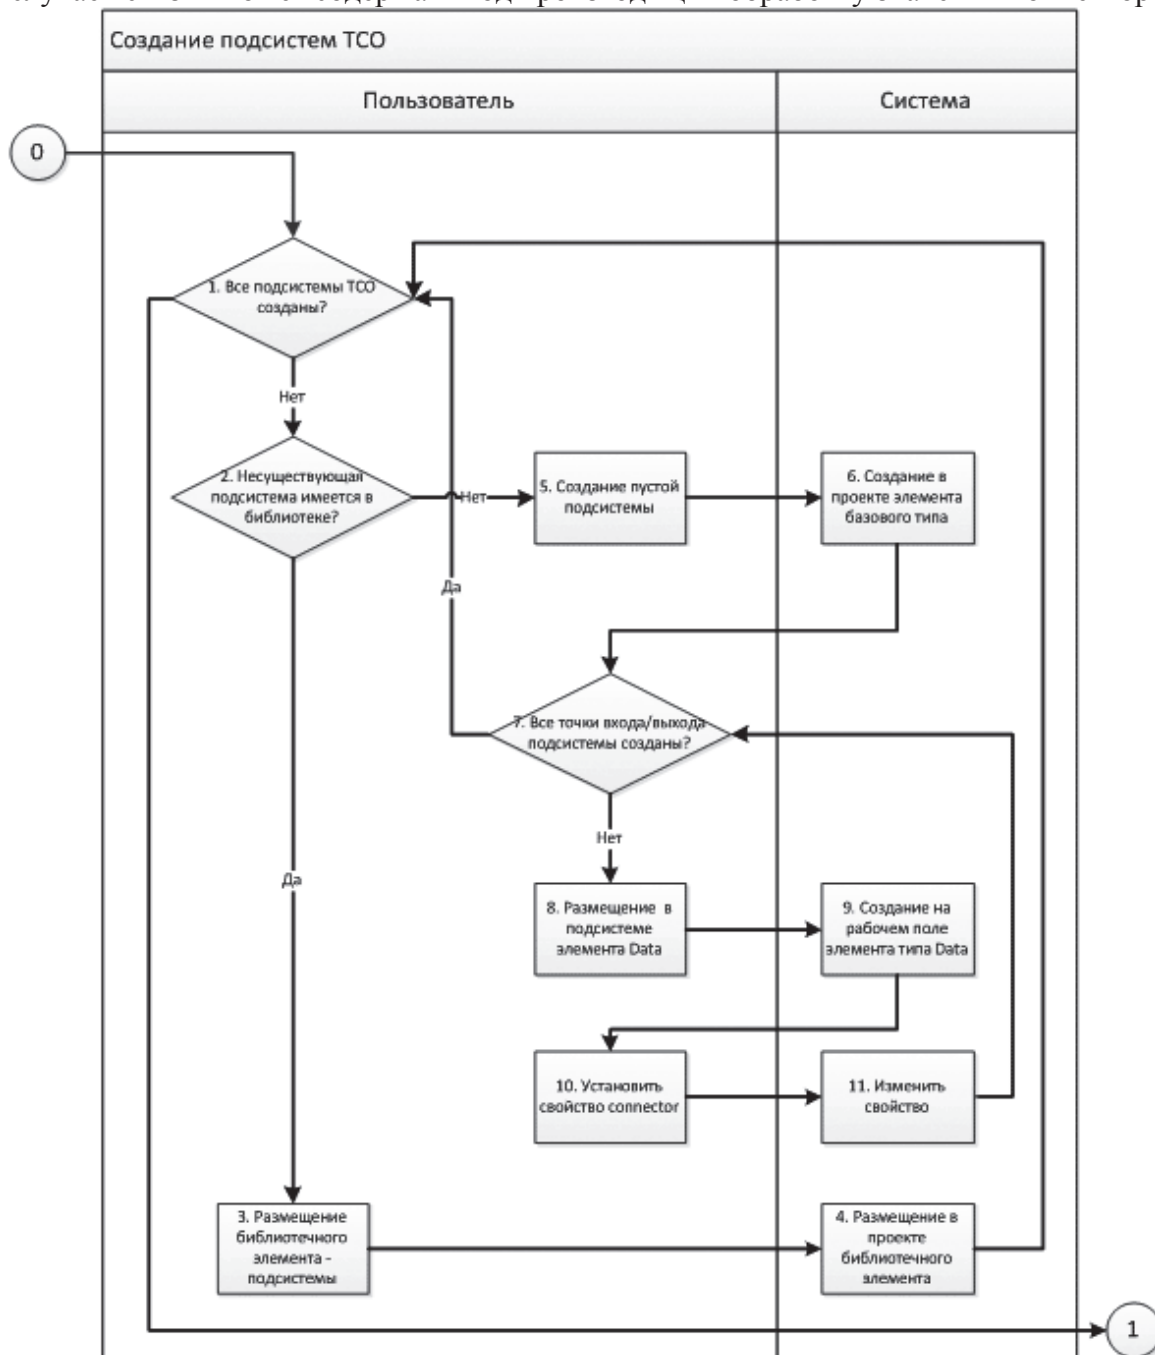 Создание подсистем ТСО
Пользователь
Система
0
1. Все подсистемы ТСО
созданы?
Нет
2. Несуществующая
подсистема имеется в
библиотеке?
Нет
5. Создание пустой
подсистемы
6. Создание в
проекте элемента
базового типа
Да
7. Все точки входа/выхода
подсистемы созданы?
Нет
Да
8. Размещение в
подсистеме
элемента Data
9. Создание на
рабочем поле
элемента типа Data
10. Установить
свойство connector
11. Изменить
свойство
3. Размещение
библиотечного
элемента -
подсистемы
4. Размещение в
проекте
библиотечного
элемента
1